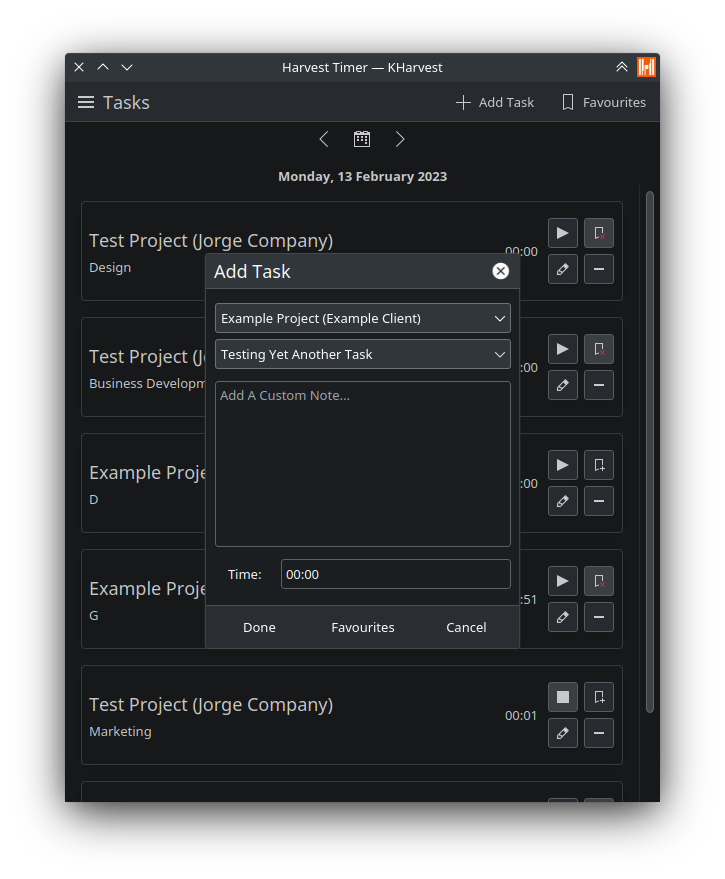 Harvest Timer — KHarvest
Tasks
Add Task
Favourites
Monday, 13 February 2023
Test Project (Jorge Company)
Design
00:00
Add Task
Example Project (Example Client)
Testing Yet Another Task
Add A Custom Note...
Time:
00:00
Done
Favourites
Cancel
Test Project (J
Business Developm
:00
Example Proje
D
:00
Example Proje
G
:51
Test Project (Jorge Company)
Marketing
00:01